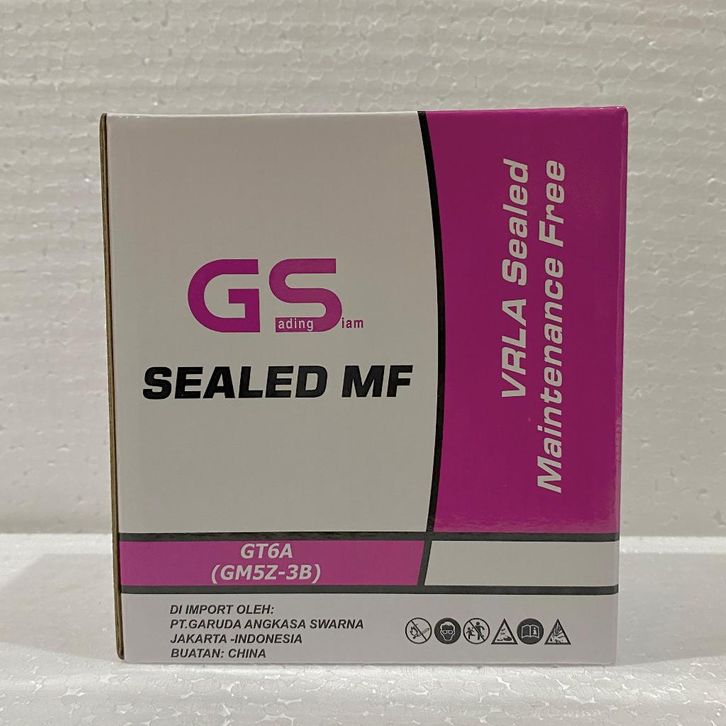 GS
ading iam
SEALED MF
VRLA Sealed
Maintenance Free
GT6A
(GM5Z-3B)
DI IMPORT OLEH:
PT.GARUDA ANGKASA SWARNA
JAKARTA -INDONESIA
BUATAN: CHINA